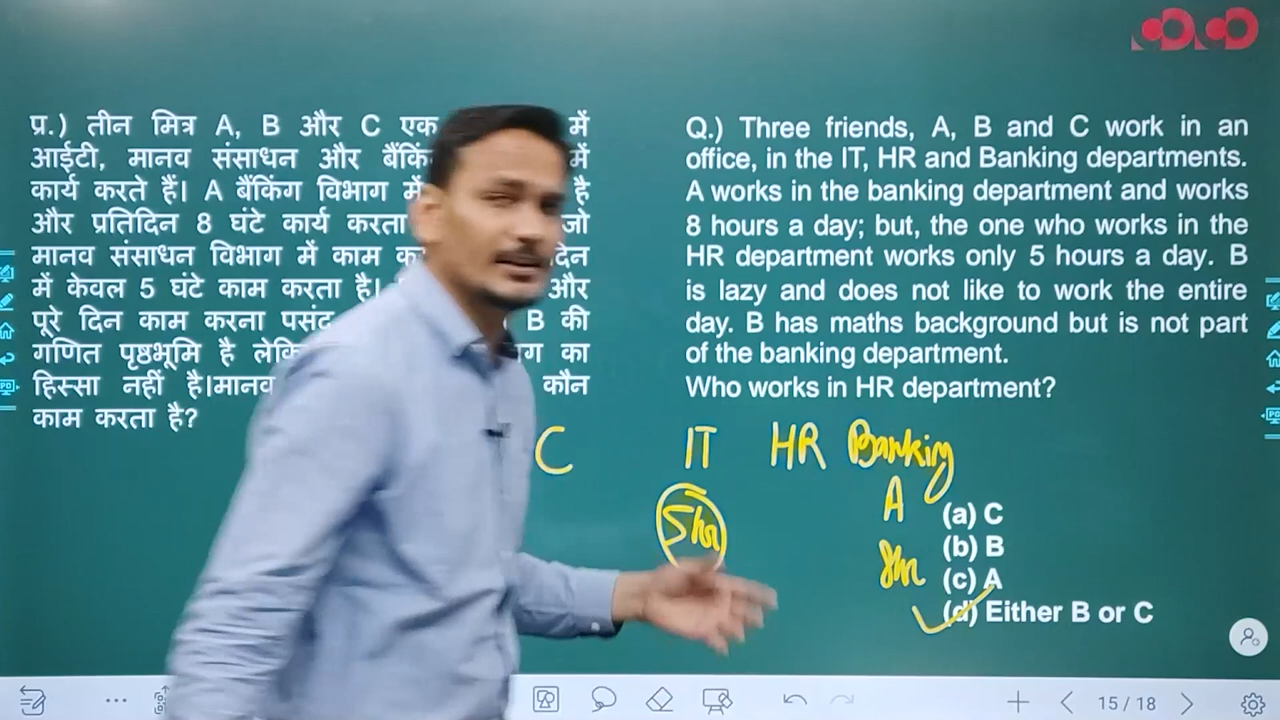 प्र.) तीन मित्र A, B और C एक में
आईटी, मानव संसाधन और में
कार्य करते हैं। A बैंकिंग विभाग है
और प्रतिदिन 8 घंटे कार्य करता जो
मानव संसाधन विभाग में काम
में केवल 5 घंटे काम करता है। और
पूरे दिन काम करना B की
गणित पृष्ठभूमि है का
हिस्सा नहीं है। कौन
काम करता है?
Q.) Three friends, A, B and C work in an
office, in the IT, HR and Banking departments.
A works in the banking department and works
8 hours a day; but, the one who works in the
HR department works only 5 hours a day. B
is lazy and does not like to work the entire
day. B has maths background but is not part
of the banking department.
Who works in HR department?
C IT HR Banking
A
5hr
8hr
(a) C
(b) B
(c) A
(d) Either B or C
15 / 18